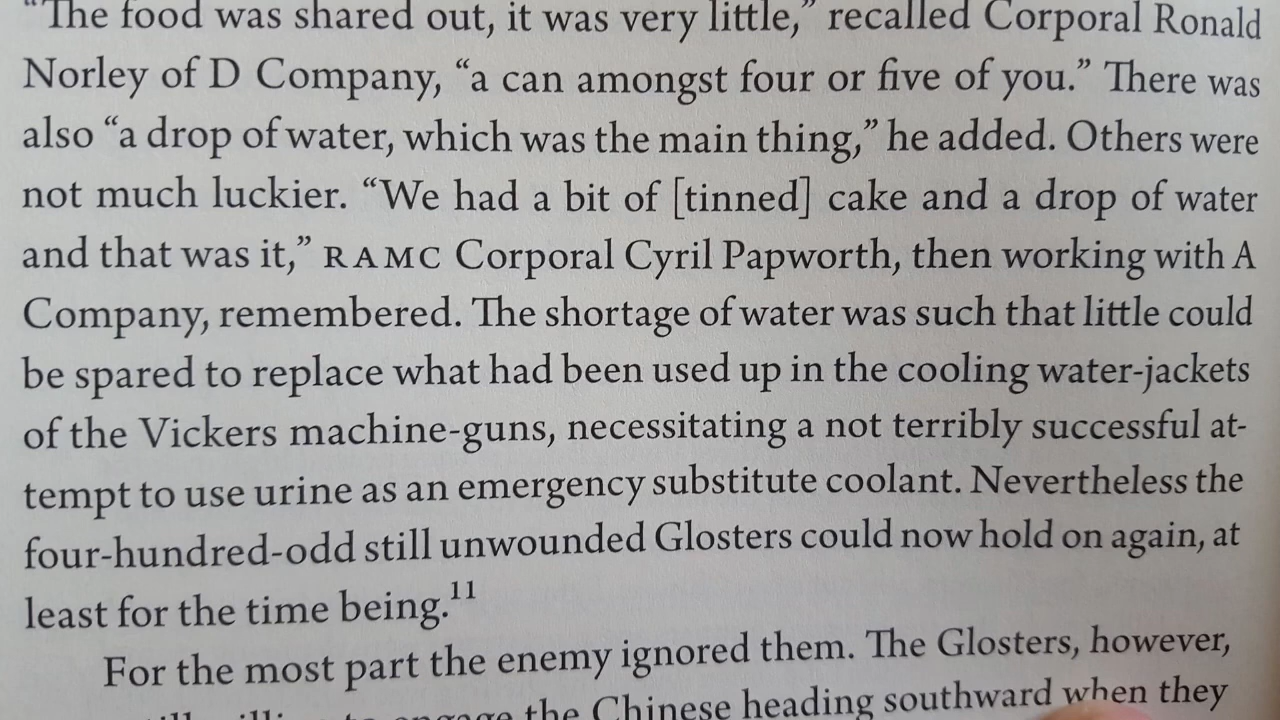 "The food was shared out, it was very little," recalled Corporal Ronald
Norley of D Company, "a can amongst four or five of you." There was
also "a drop of water, which was the main thing," he added. Others were
not much luckier. "We had a bit of [tinned] cake and a drop of water
and that was it," RAMC Corporal Cyril Papworth, then working with A
Company, remembered. The shortage of water was such that little could
be spared to replace what had been used up in the cooling water-jackets
of the Vickers machine-guns, necessitating a not terribly successful at-
tempt to use urine as an emergency substitute coolant. Nevertheless the
four-hundred-odd still unwounded Glosters could now hold on again, at
least for the time being.11
For the most part the enemy ignored them. The Glosters, however,
to engage the Chinese heading southward when they